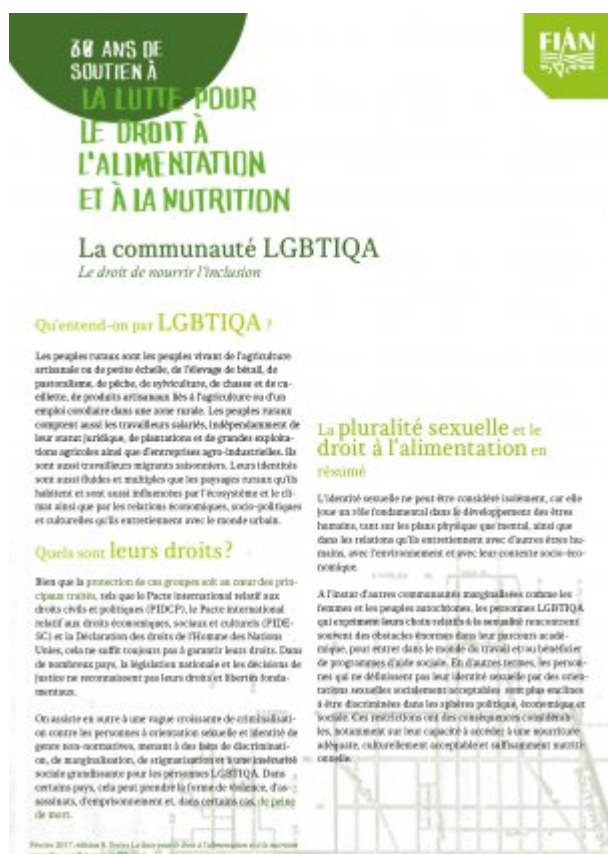 30 ANS DE
SOUTIEN À
LA LUTTE POUR
LE DROIT À
L'ALIMENTATION
ET À LA NUTRITION
FIAN
La communauté LGBTIQA
Le droit de nourrir l'inclusion
Qu'entend-on par LGBTIQA ?
Les peuples ruraux sont les peuples vivant de l'agriculture
artisanale ou de petite échelle, de l'élevage de bétail, de
pastoralisme, de pêche, de sylviculture, de chasse et de cu-
eillette, de produits artisanaux liés à l'agriculture ou d'un
emploi corollaire dans une zone rurale. Les peuples ruraux
comptent aussi les travailleurs salariés, indépendamment de
leur statut juridique, de plantations et de grandes exploita-
tions agricoles ainsi que d'entreprises agro-industrielles. Ils
sont aussi travailleurs migrants saisonniers. Leurs identités
sont aussi fluides et multiples que les paysages ruraux qu'ils
habitent et sont aussi influencées par l'écosystème et le cli-
mat ainsi que par les relations économiques, socio-politiques
et culturelles qu'ils entretiennent avec le monde urbain.
Quels sont leurs droits ?
Bien que la protection de ces groupes soit au cœur des prin-
cipaux traités, tels que le Pacte international relatif aux
droits civils et politiques (PIDCP), le Pacte international
relatif aux droits économiques, sociaux et culturels (PIDE-
SC) et la Déclaration des droits de l'Homme des Nations
Unies, cela ne suffit toujours pas à garantir leurs droits. Dans
de nombreux pays, la législation nationale et les décisions de
justice ne reconnaissent pas leurs droits et libertés fonda-
mentaux.
On assiste en outre à une vague croissante de criminalisati-
on contre les personnes à orientation sexuelle et identité de
genre non-normatives, menant à des faits de discriminati-
on, de marginalisation, de stigmatisation et à une insécurité
sociale grandissante pour les personnes LGBTIQA. Dans
certains pays, cela peut prendre la forme de violence, d'as-
sassinats, d'emprisonnement et, dans certains cas, de peine
de mort.
La pluralité sexuelle et le
droit à l'alimentation en
résumé
L'identité sexuelle ne peut être considéré isolément, car elle
joue un rôle fondamental dans le développement des êtres
humains, tant sur les plans physique que mental, ainsi que
dans les relations qu'ils entretiennent avec d'autres êtres hu-
mains, avec l'environnement et avec leur contexte socio-éco-
nomique.
A l'instar d'autres communautés marginalisées comme les
femmes et les peuples autochtones, les personnes LGBTIQA
qui expriment leurs choix relatifs à la sexualité rencontrent
souvent des obstacles énormes dans leur parcours acadé-
mique, pour entrer dans le monde du travail et/ou bénéficier
de programmes d'aide sociale. En d'autres termes, les person-
nes qui ne définissent pas leur identité sexuelle par des orien-
tations sexuelles socialement acceptables sont plus enclines
à être discriminées dans les sphères politique, économique et
sociale. Ces restrictions ont des conséquences considérab-
les, notamment sur leur capacité à accéder à une nourriture
adéquate, culturellement acceptable et suffisamment nutriti-
onnelle.
Février 2017, édition 8. Series La lutte pour le droit à l'alimentation et à la nutrition